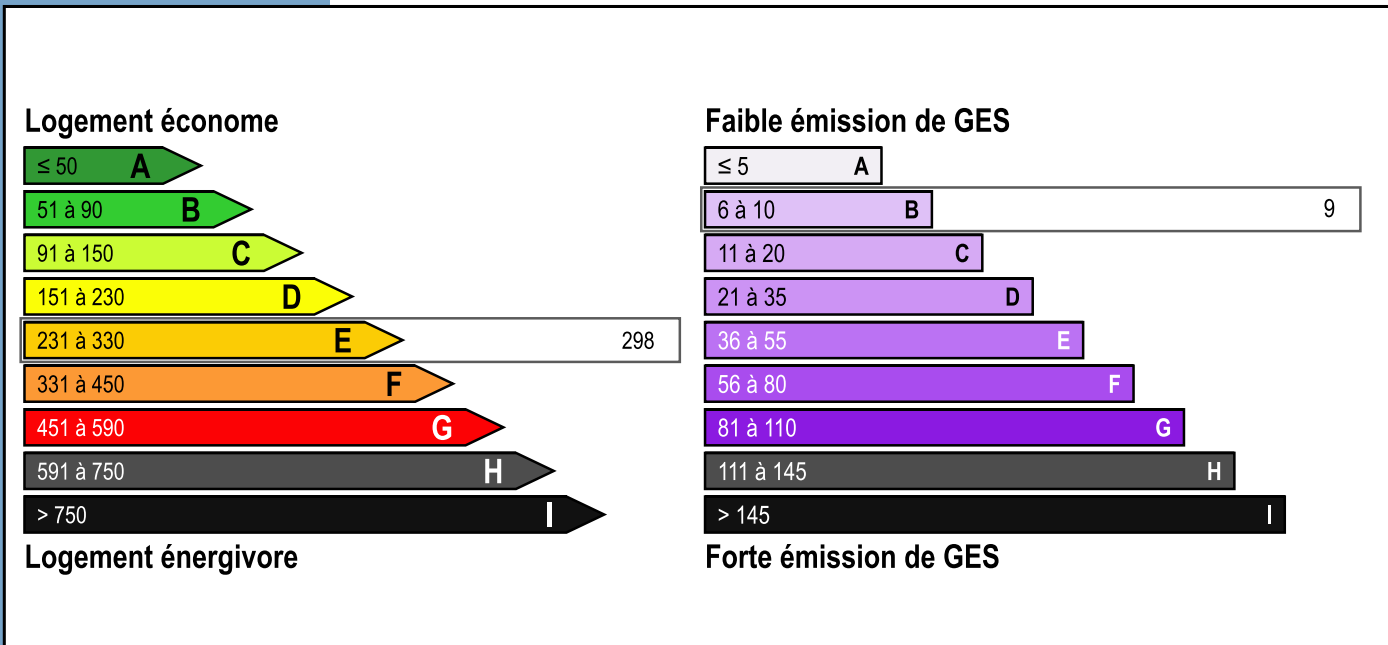 Logement économe
≤ 50 A
51 à 90 B
91 à 150 C
151 à 230 D
231 à 330 E 298
331 à 450 F
451 à 590 G
591 à 750 H
> 750 I
Logement énergivore
Faible émission de GES
≤ 5 A
6 à 10 B 9
11 à 20 C
21 à 35 D
36 à 55 E
56 à 80 F
81 à 110 G
111 à 145 H
> 145 I
Forte émission de GES